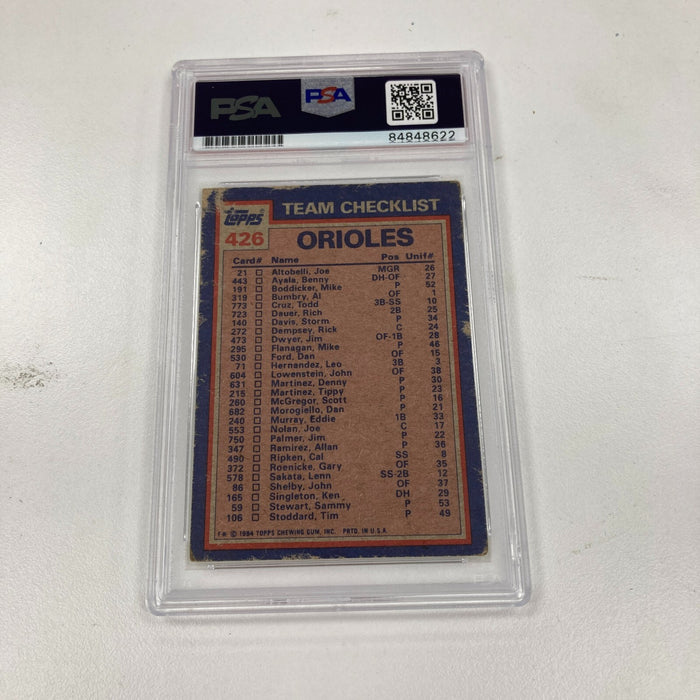 PSA PSA
84848622
Topps TEAM CHECKLIST
426 ORIOLES
Card# Name Pos Unif#
21 □ Altobelli, Joe MGR 26
443 □ Ayala, Benny DH-OF 27
191 □ Boddicker, Mike P 52
319 □ Bumbry, Al OF 1
773 □ Cruz, Todd 3B-SS 10
723 □ Dauer, Rich 2B 25
140 □ Davis, Storm P 34
272 □ Dempsey, Rick C 24
473 □ Dwyer, Jim OF-1B 28
295 □ Flanagan, Mike P 46
530 □ Ford, Dan OF 15
71 □ Hernandez, Leo 3B 3
604 □ Lowenstein, John OF 38
631 □ Martinez, Denny P 30
215 □ Martinez, Tippy P 23
260 □ McGregor, Scott P 16
682 □ Morogiello, Dan P 21
240 □ Murray, Eddie 1B 33
553 □ Nolan, Joe C 17
750 □ Palmer, Jim P 22
347 □ Ramirez, Allan P 36
490 □ Ripken, Cal SS 8
372 □ Roenicke, Gary OF 35
578 □ Sakata, Lenn SS-2B 12
86 □ Shelby, John OF 37
165 □ Singleton, Ken DH 29
59 □ Stewart, Sammy P 53
106 □ Stoddard, Tim P 49
© 1984 TOPPS CHEWING GUM, INC. PRTD. IN U.S.A.